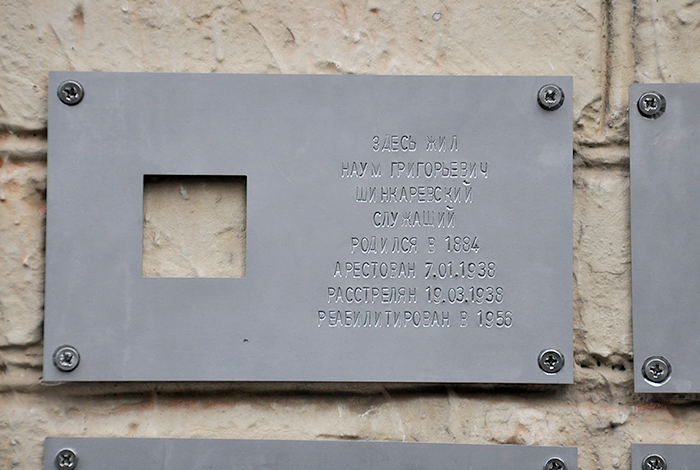 ЗДЕСЬ ЖИЛ
НАУМ ГРИГОРЬЕВИЧ
ШИНКАРЕВСКИЙ
СЛУЖАЩИЙ
РОДИЛСЯ В 1884
АРЕСТОВАН 7.01.1938
РАССТРЕЛЯН 19.03.1938
РЕАБИЛИТИРОВАН В 1956